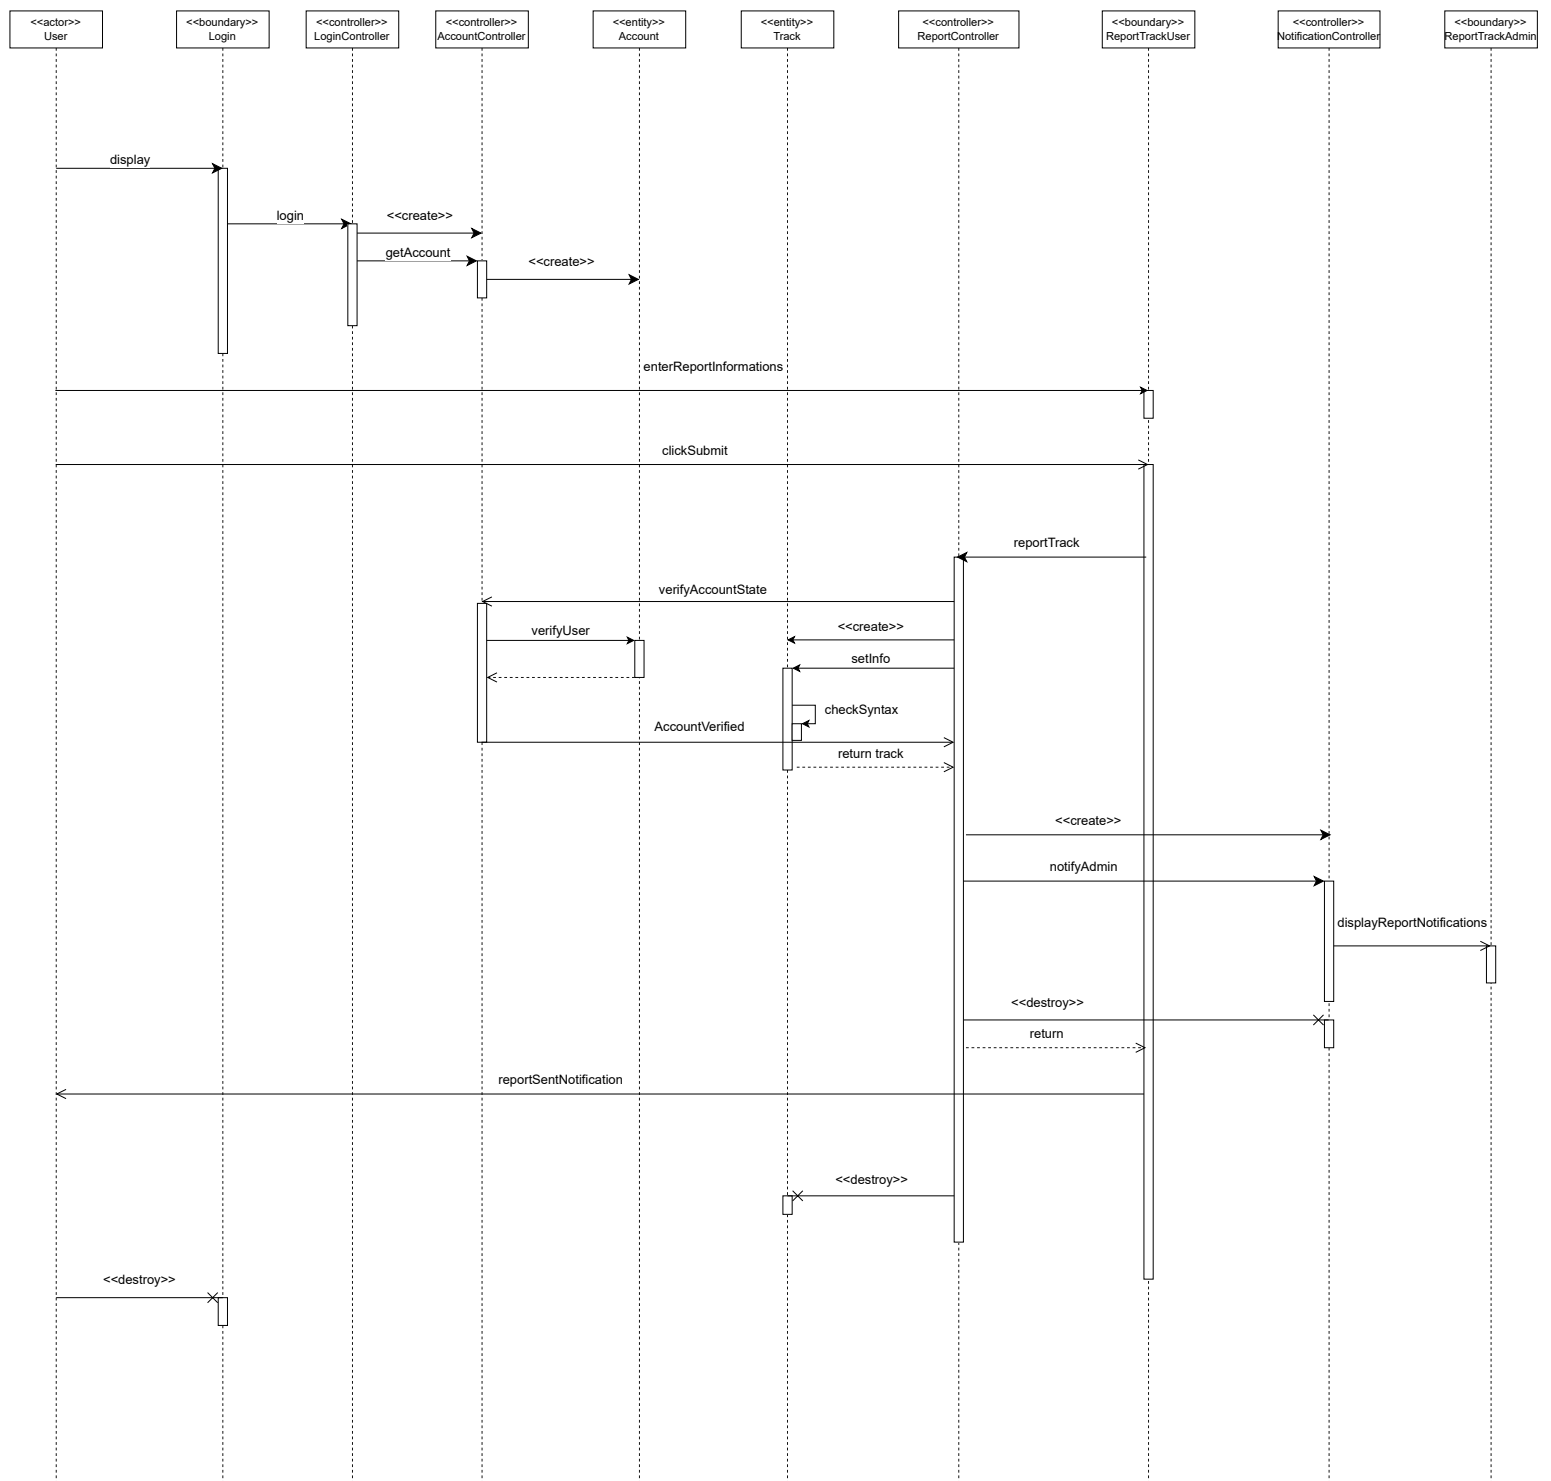 <<actor>>
User
<<boundary>>
Login
<<controller>>
LoginController
<<controller>>
AccountController
<<entity>>
Account
<<entity>>
Track
<<controller>>
ReportController
<<boundary>>
ReportTrackUser
<<controller>>
NotificationController
<<boundary>>
ReportTrackAdmin
display
login
<<create>>
getAccount
<<create>>
enterReportInformations
clickSubmit
reportTrack
verifyAccountState
<<create>>
verifyUser
setInfo
checkSyntax
AccountVerified
return track
<<create>>
notifyAdmin
displayReportNotifications
<<destroy>>
return
reportSentNotification
<<destroy>>
<<destroy>>